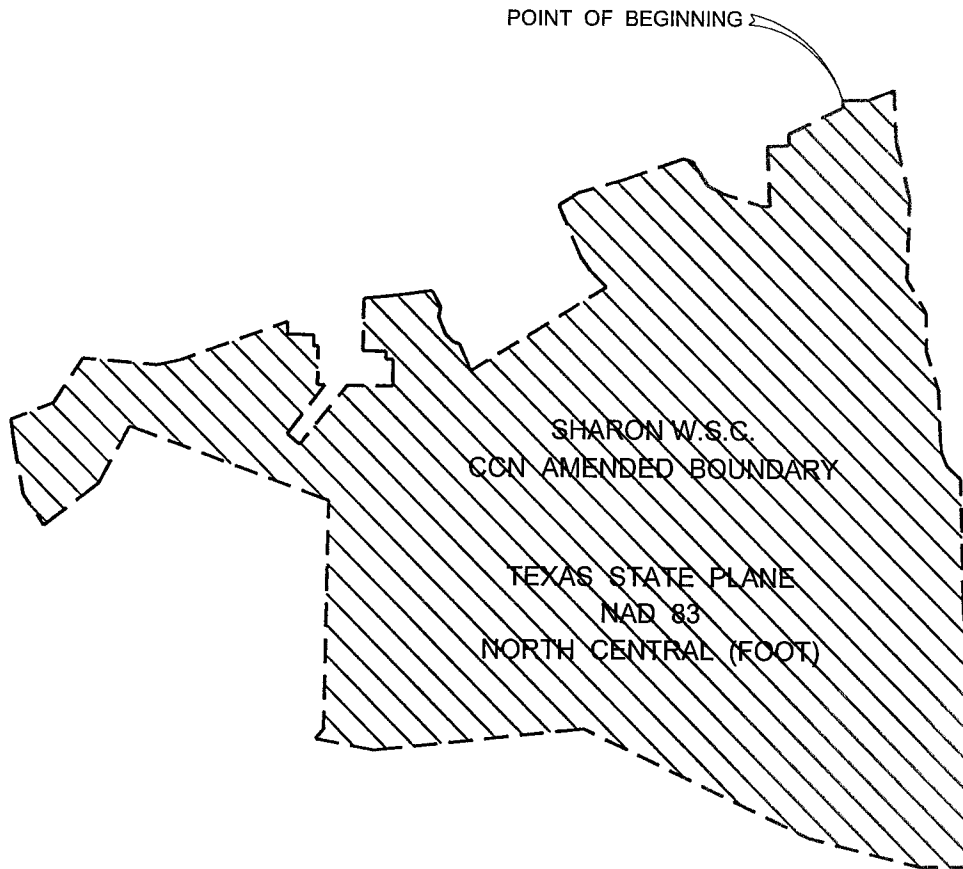 POINT OF BEGINNING
SHARON W.S.C.
CCN AMENDED BOUNDARY
TEXAS STATE PLANE
NAD 83
NORTH CENTRAL (FOOT)